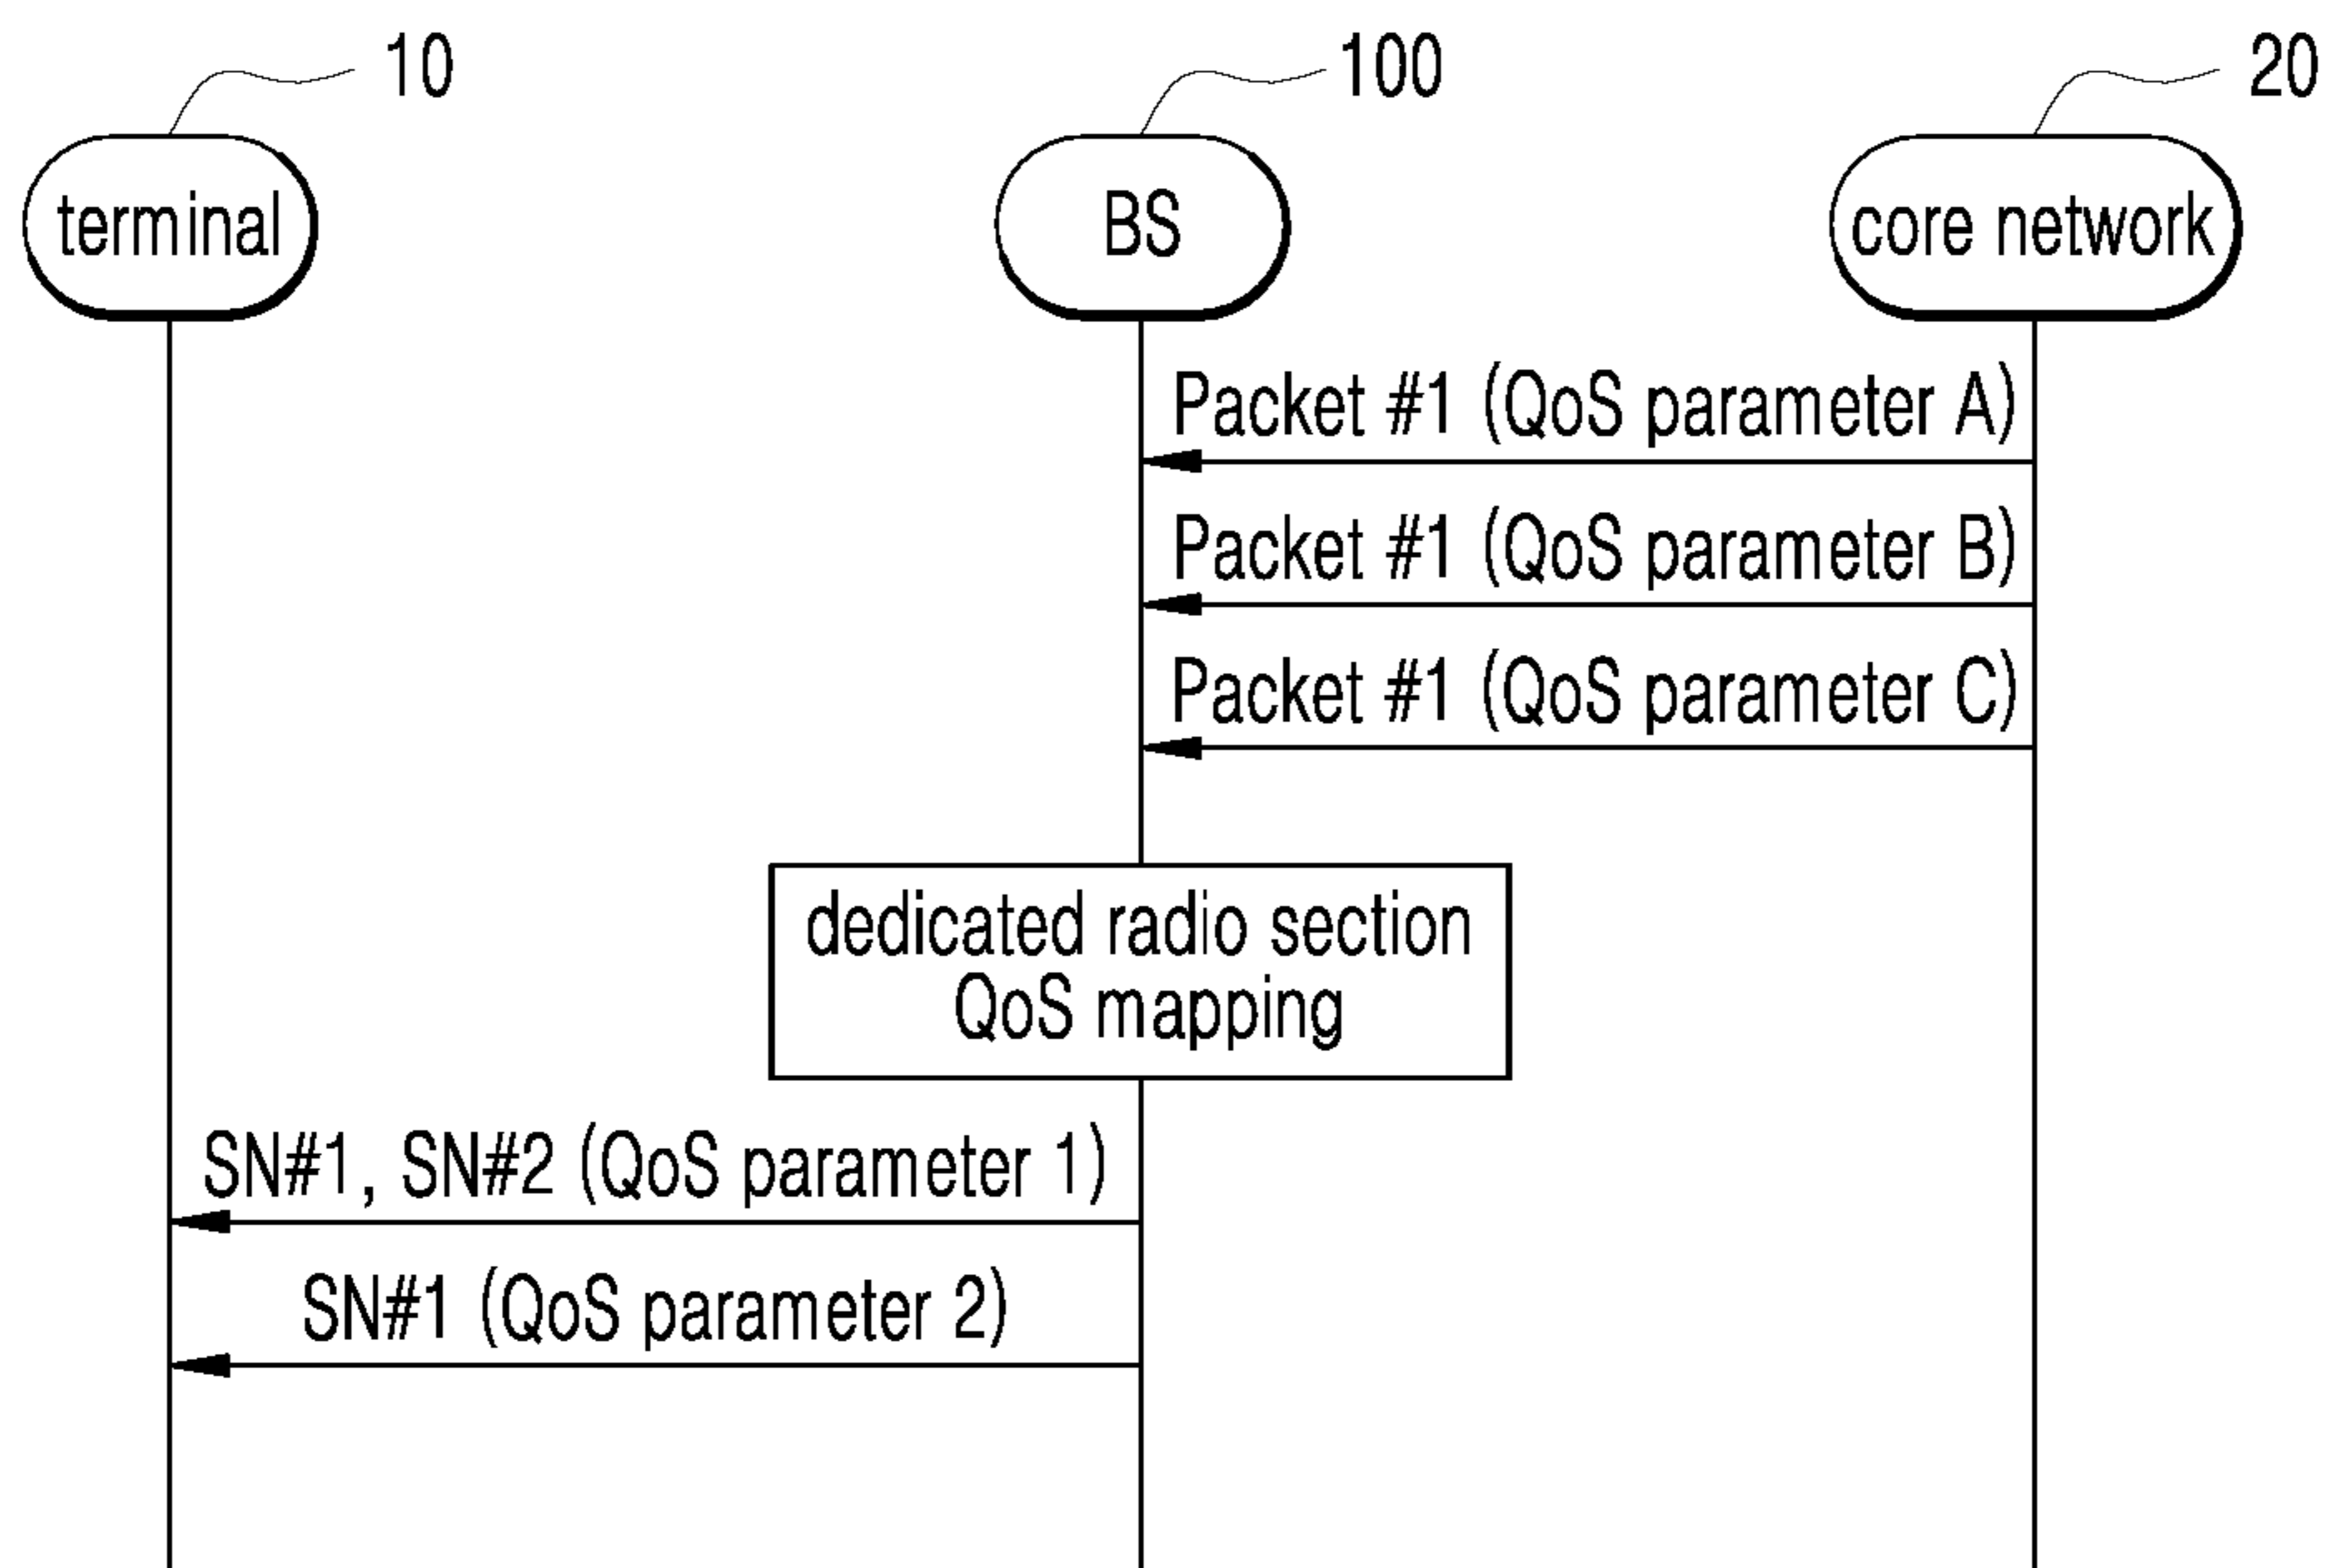 10
100
20
terminal
BS
core network
Packet #1 (QoS parameter A)
Packet #1 (QoS parameter B)
Packet #1 (QoS parameter C)
dedicated radio section
QoS mapping
SN#1, SN#2 (QoS parameter 1)
SN#1 (QoS parameter 2)